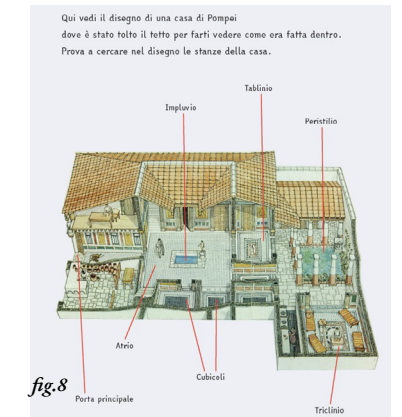 Qui vedi il disegno di una casa di Pompei
dove è stato tolto il tetto per farti vedere come era fatta dentro.
Prova a cercare nel disegno le stanze della casa.
Tablinio
Impluvio
Peristilio
Atrio
Cubicoli
fig.8
Porta principale
Triclinio